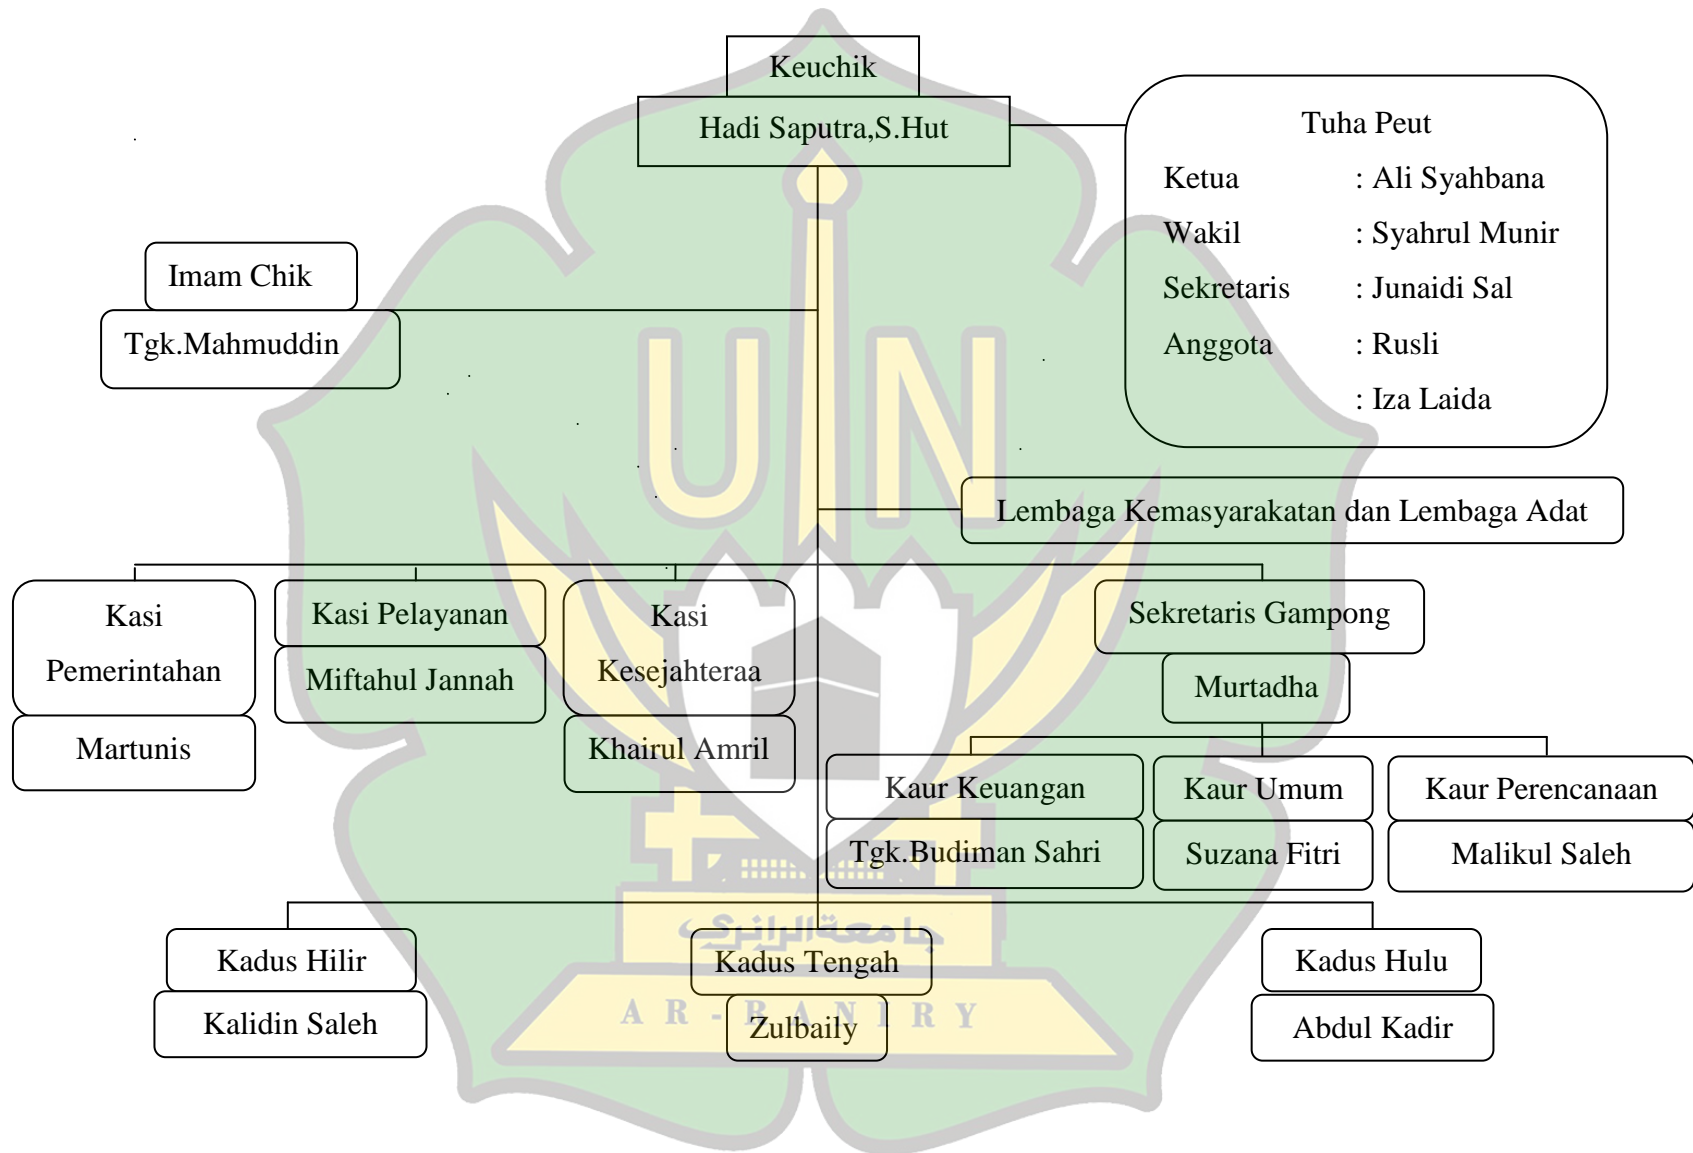 Keuchik
Hadi Saputra,S.Hut
Tuha Peut
Ketua : Ali Syahbana
Wakil : Syahrul Munir
Sekretaris : Junaidi Sal
Anggota : Rusli
: Iza Laida
Imam Chik
Tgk.Mahmuddin
UIN
Lembaga Kemasyarakatan dan Lembaga Adat
Kasi
Pemerintahan
Martunis
Kasi Pelayanan
Miftahul Jannah
Kasi
Kesejahteraa
Khairul Amril
Sekretaris Gampong
Murtadha
Kaur Keuangan
Tgk.Budiman Sahri
Kaur Umum
Suzana Fitri
Kaur Perencanaan
Malikul Saleh
جامعة الرانري
Kadus Hilir
Kalidin Saleh
Kadus Tengah
Zulbaily
Kadus Hulu
Abdul Kadir
AR-RANIRY